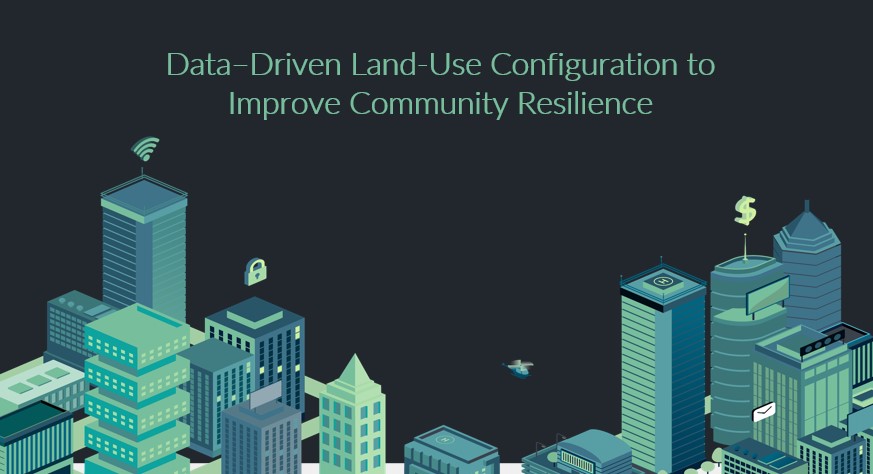 Data–Driven Land-Use Configuration to
Improve Community Resilience
$
H
H